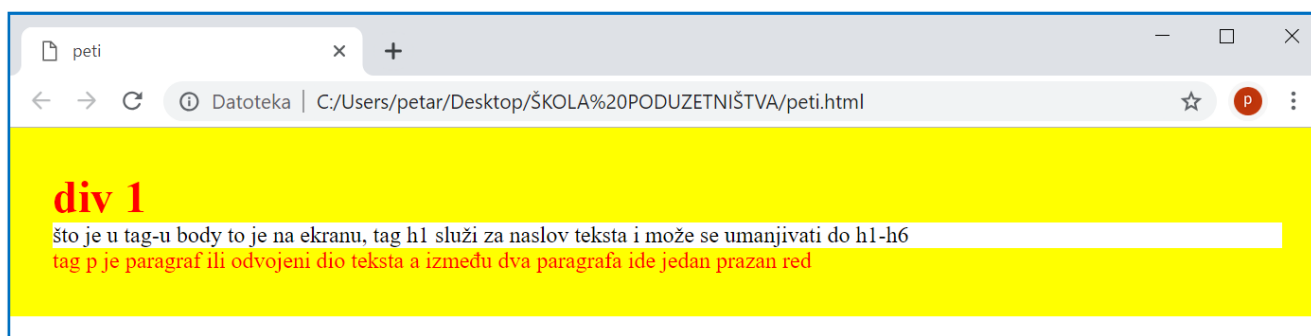 peti
Datoteka C:/Users/petar/Desktop/ŠKOLA%20PODUZETNIŠTVA/peti.html
p
div 1
što je u tag-u body to je na ekranu, tag h1 služi za naslov teksta i može se umanjivati do h1-h6
tag p je paragraf ili odvojeni dio teksta a između dva paragrafa ide jedan prazan red